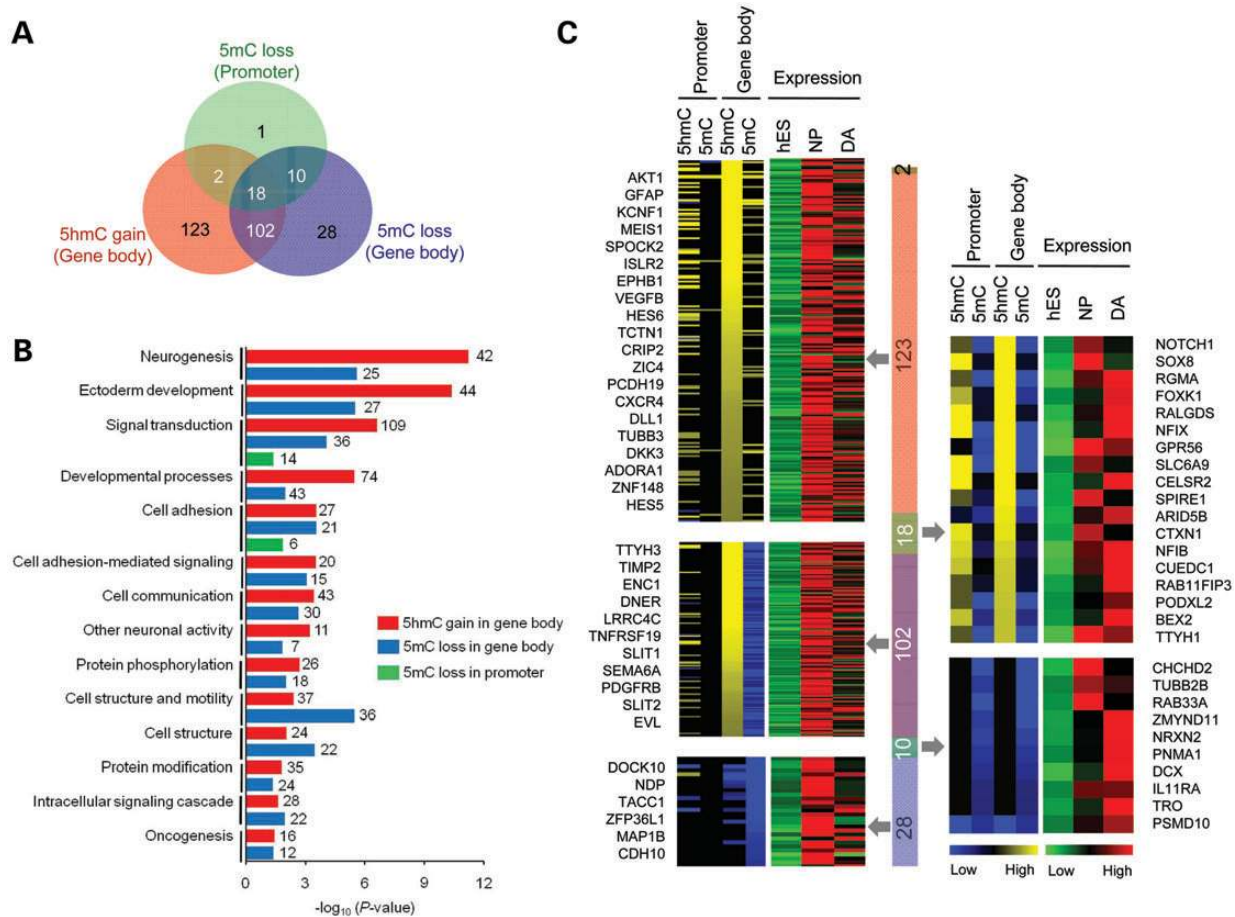 A
5mC loss
(Promoter)
1
2
10
18
123
102
28
5hmC gain
(Gene body)
5mC loss
(Gene body)
B
Neurogenesis
42
25
Ectoderm development
44
27
Signal transduction
109
36
14
Developmental processes
74
43
Cell adhesion
27
21
6
Cell adhesion-mediated signaling
20
15
Cell communication
43
30
Other neuronal activity
11
7
Protein phosphorylation
26
18
Cell structure and motility
37
36
Cell structure
24
22
Protein modification
35
24
Intracellular signaling cascade
28
22
Oncogenesis
16
12
5hmC gain in gene body
5mC loss in gene body
5mC loss in promoter
0 3 6 9 12
-log10 (P-value)
C
Promoter
Gene body
Expression
5hmC
5mC
5hmC
5mC
hES
NP
DA
AKT1
GFAP
KCNF1
MEIS1
SPOCK2
ISLR2
EPHB1
VEGFB
HES6
TCTN1
CRIP2
ZIC4
PCDH19
CXCR4
DLL1
TUBB3
DKK3
ADORA1
ZNF148
HES5
TTYH3
TIMP2
ENC1
DNER
LRRC4C
TNFRSF19
SLIT1
SEMA6A
PDGFRB
SLIT2
EVL
DOCK10
NDP
TACC1
ZFP36L1
MAP1B
CDH10
2
123
18
102
10
28
Promoter
Gene body
Expression
5hmC
5mC
5hmC
5mC
hES
NP
DA
NOTCH1
SOX8
RGMA
FOXK1
RALGDS
NFIX
GPR56
SLC6A9
CELSR2
SPIRE1
ARID5B
CTXN1
NFIB
CUEDC1
RAB11FIP3
PODXL2
BEX2
TTYH1
CHCHD2
TUBB2B
RAB33A
ZMYND11
NRXN2
PNMA1
DCX
IL11RA
TRO
PSMD10
Low High Low High